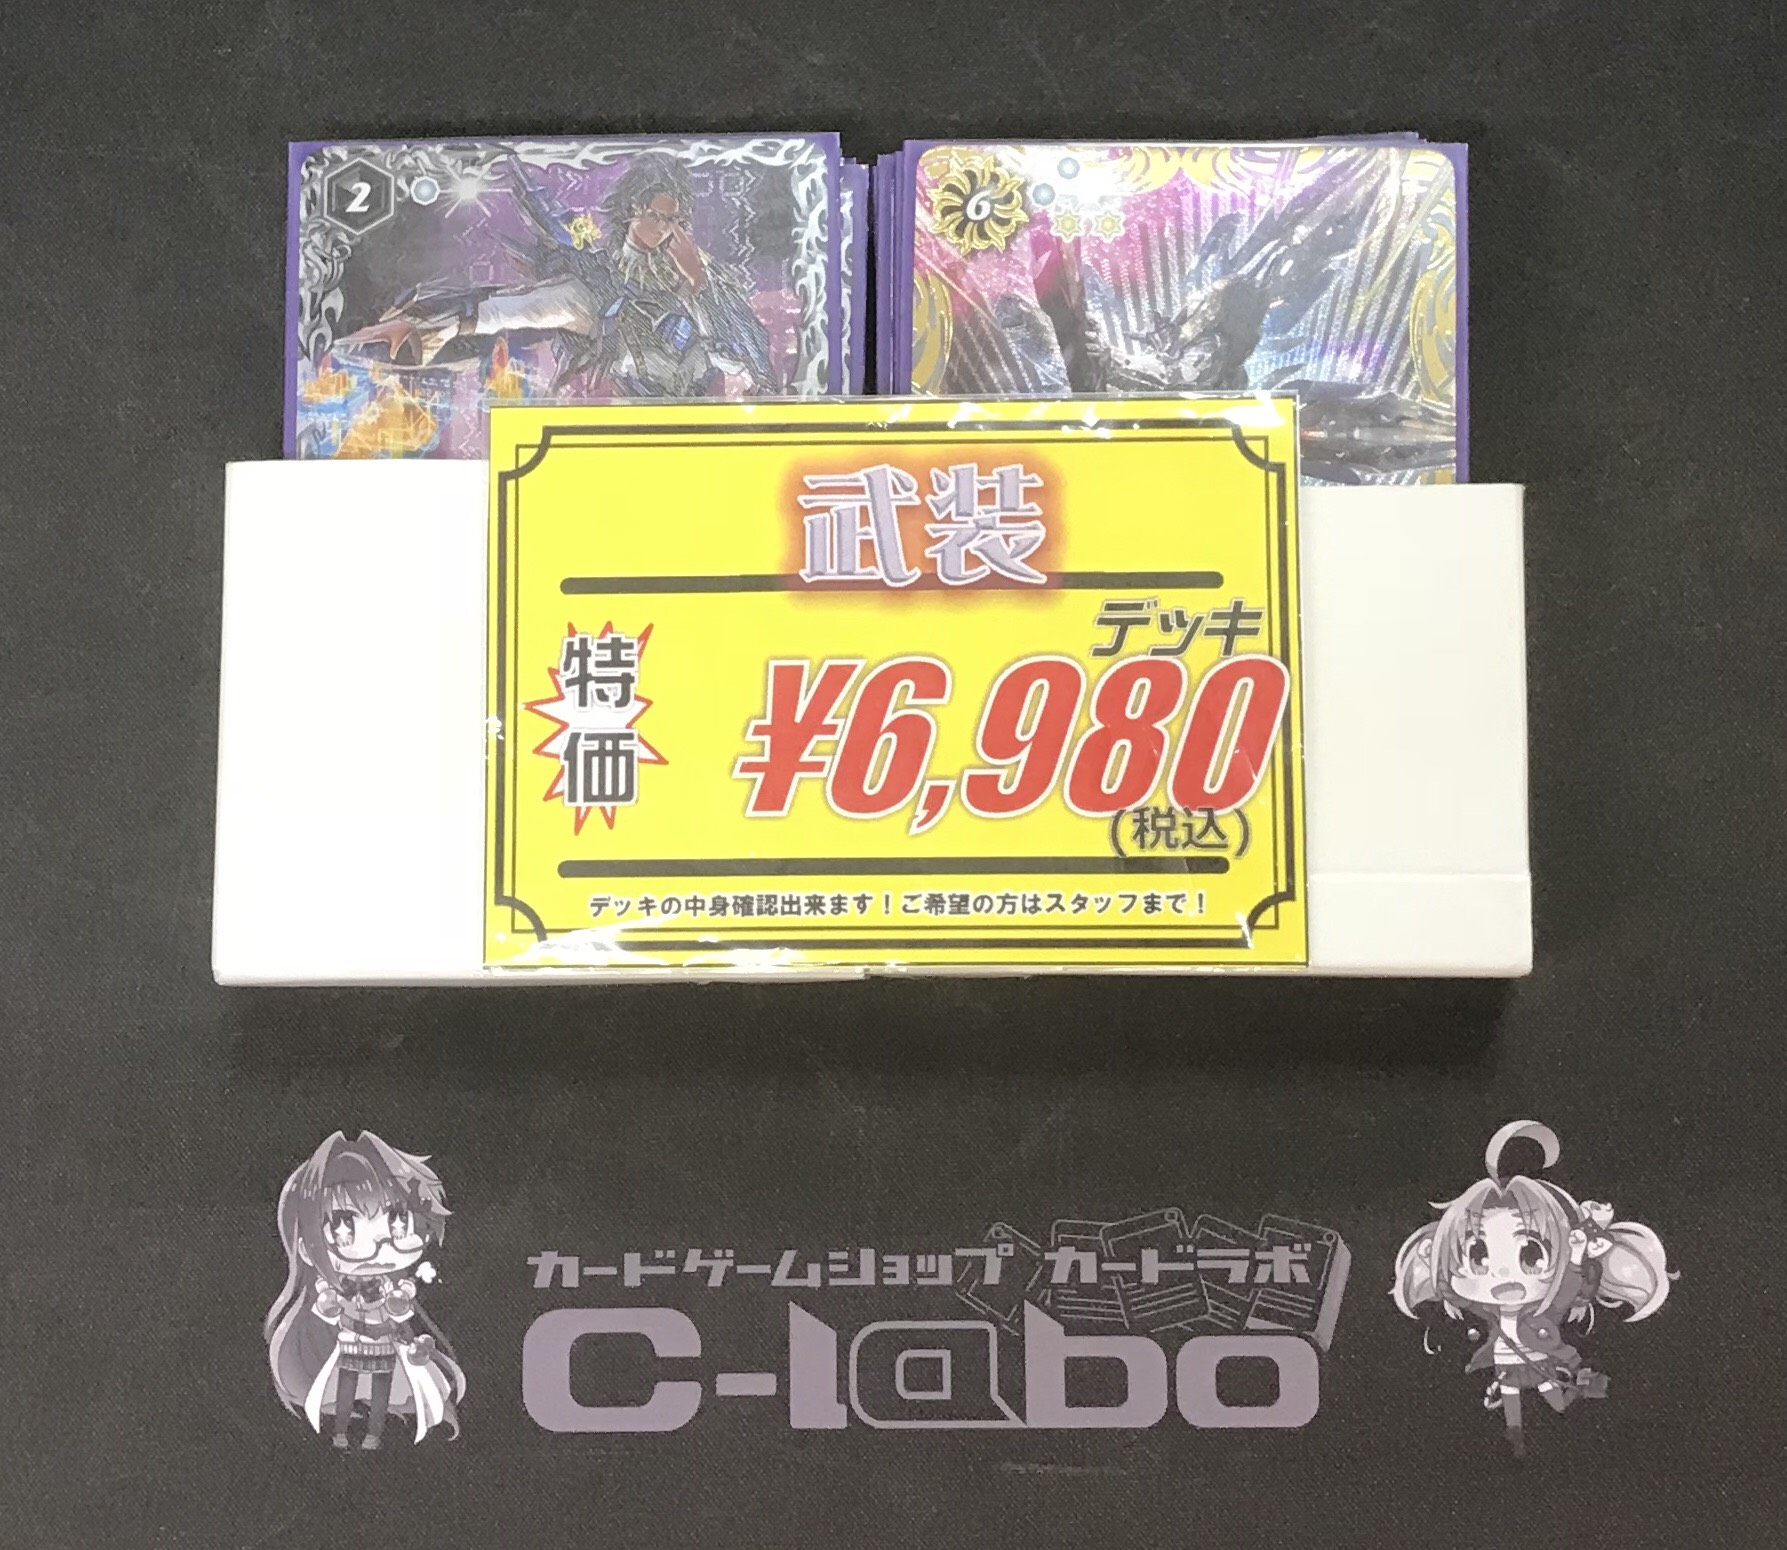 2
6
武装
デッキ
特価
¥6,980
(税込)
デッキの中身確認出来ます！ご希望の方はスタッフまで！
カードゲームショップ カードラボ
C-labo